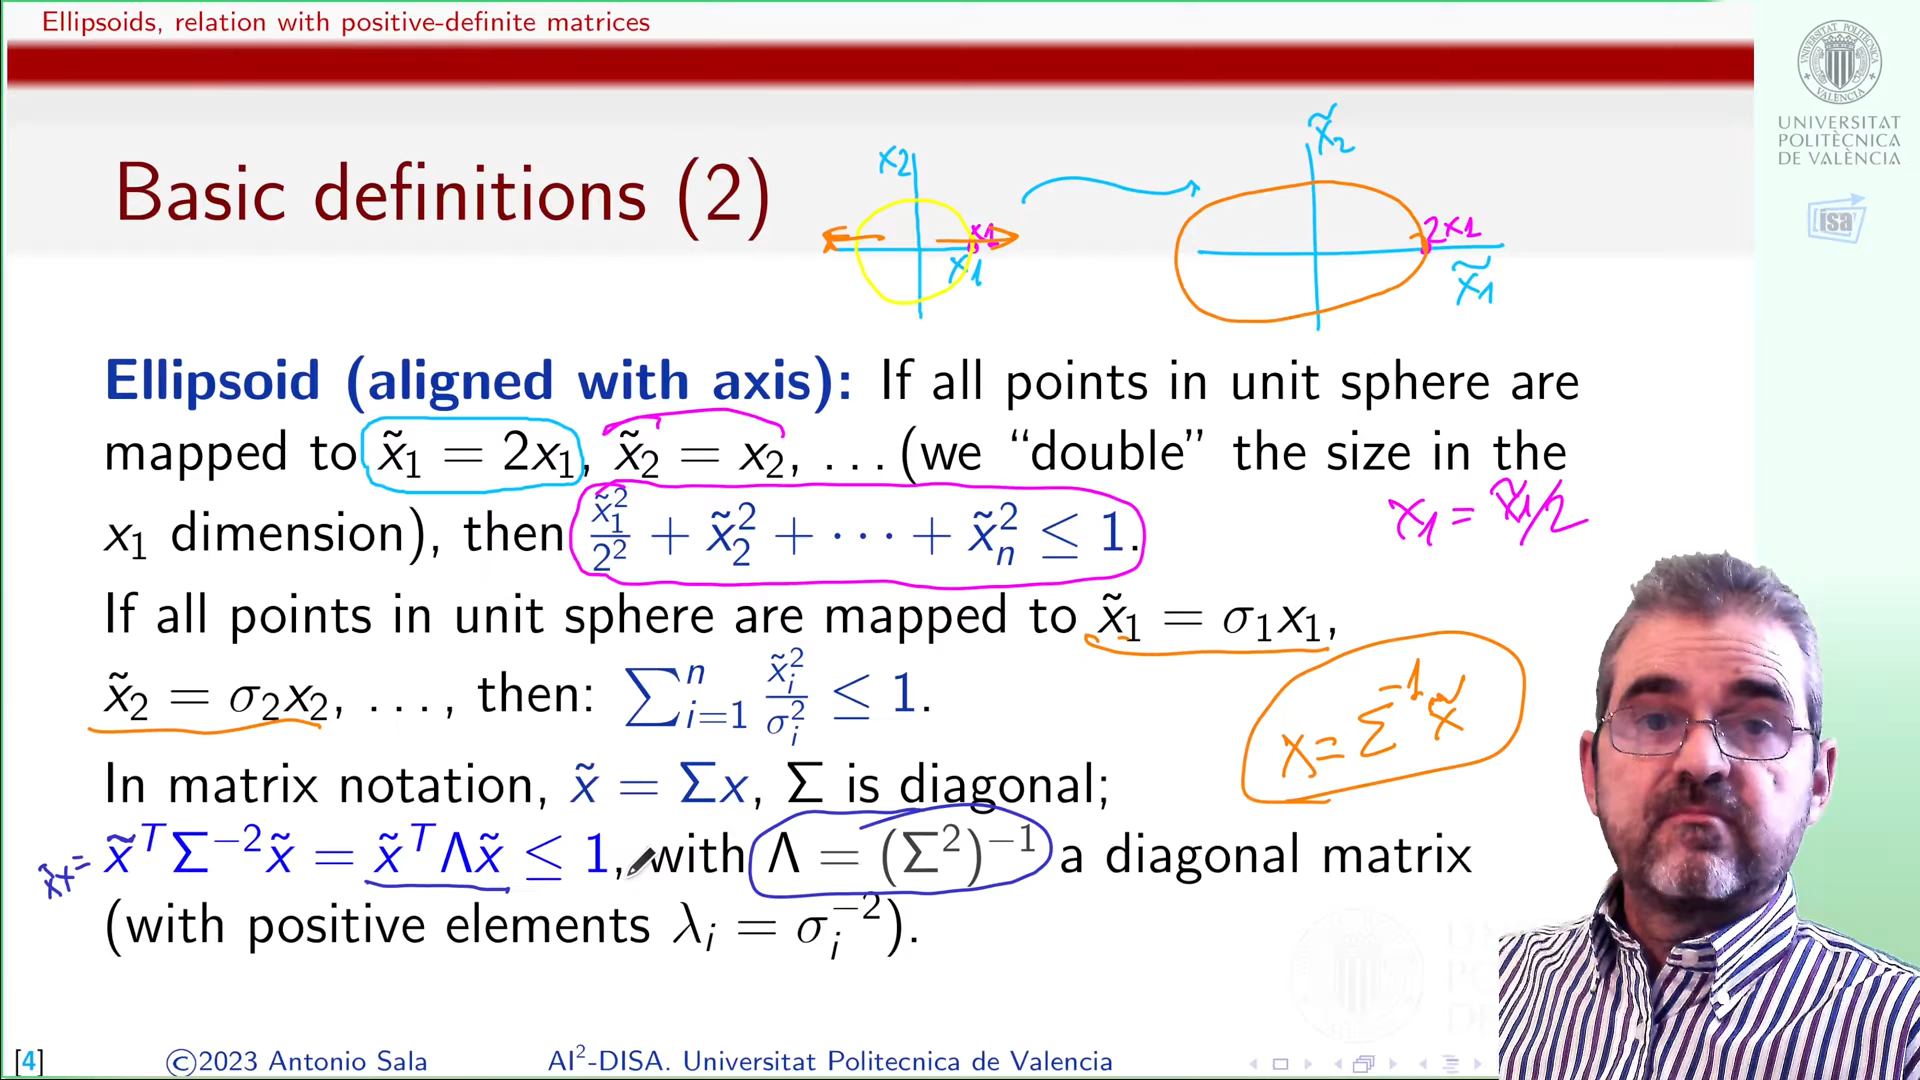 Ellipsoids, relation with positive-definite matrices
UNIVERSITAT
POLITÈCNICA
DE VALÈNCIA
isa
Basic definitions (2)
x2
x1
x1
x̃2
2x1
x̃1
Ellipsoid (aligned with axis): If all points in unit sphere are
mapped to x̃₁ = 2x₁, x̃₂ = x₂, ... (we “double” the size in the
x₁ dimension), then x̃₁²/2² + x̃₂² + ⋯ + x̃ₙ² ≤ 1.
x1 = x̃1/2
If all points in unit sphere are mapped to x̃₁ = σ₁x₁,
x̃₂ = σ₂x₂, ..., then: ∑ⁿᵢ₌₁ x̃ᵢ²/σᵢ² ≤ 1.
x = Σ⁻¹x̃
In matrix notation, x̃ = Σx, Σ is diagonal;
x̃ᵀΣ⁻²x̃ = x̃ᵀΛx̃ ≤ 1, with Λ = (Σ²)⁻¹ a diagonal matrix
(with positive elements λᵢ = σᵢ⁻²).
[4]
©2023 Antonio Sala
AI²-DISA. Universitat Politecnica de Valencia